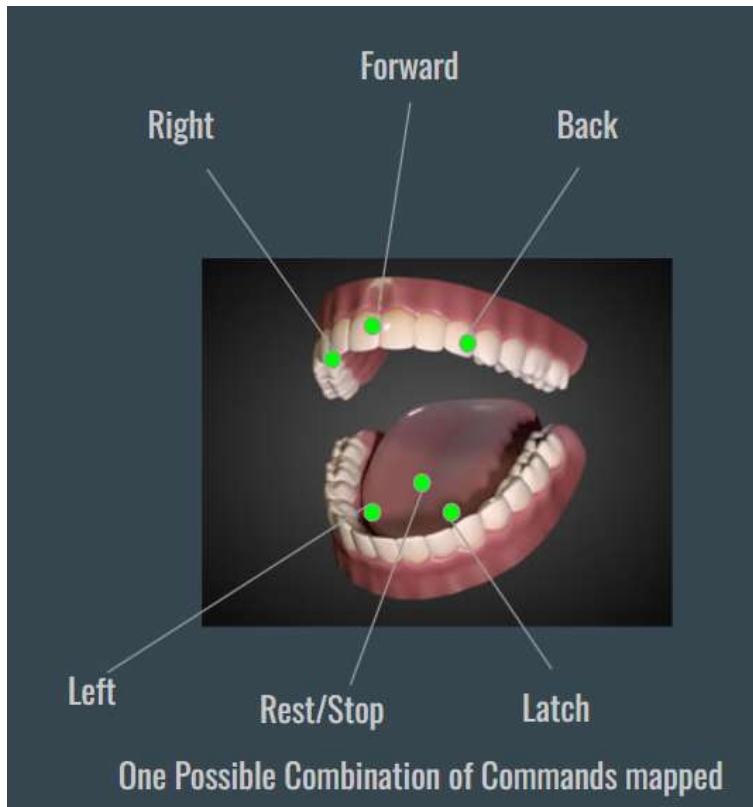 Forward
Right
Back
Left
Rest/Stop
Latch
One Possible Combination of Commands mapped